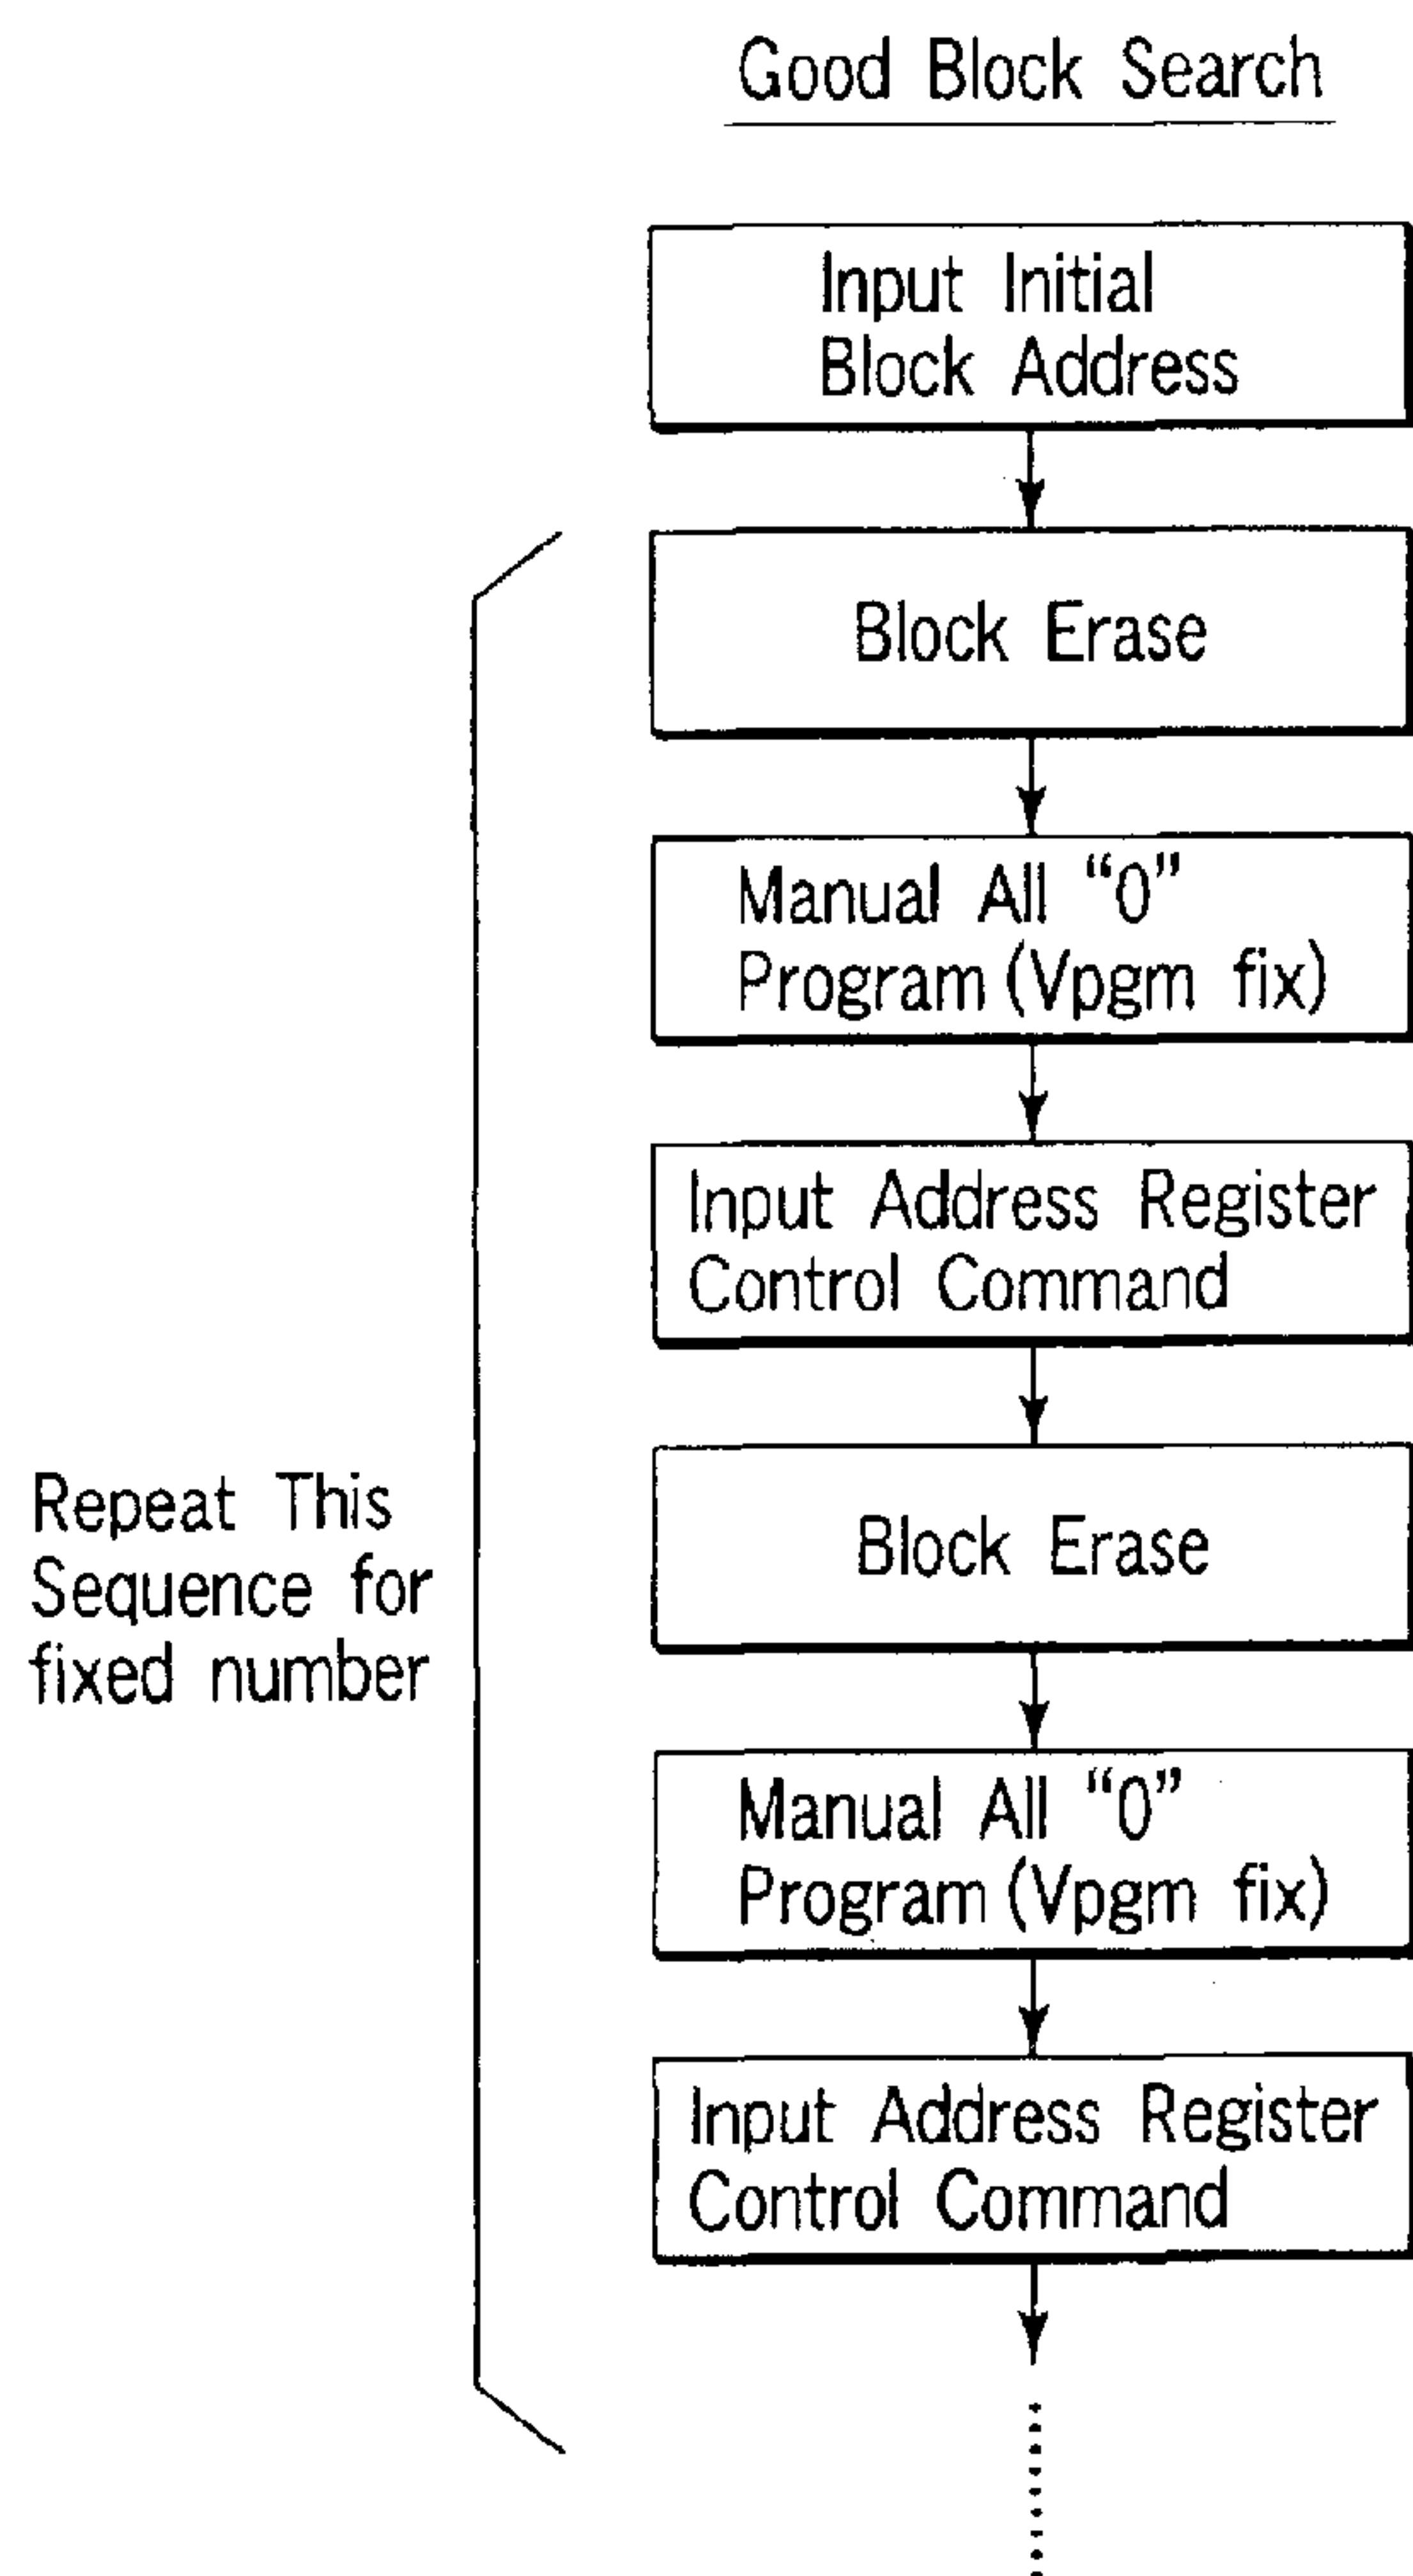 Good Block Search
Input Initial
Block Address
Block Erase
Manual All “0”
Program (Vpgm fix)
Input Address Register
Control Command
Block Erase
Manual All “0”
Program (Vpgm fix)
Input Address Register
Control Command
Repeat This
Sequence for
fixed number